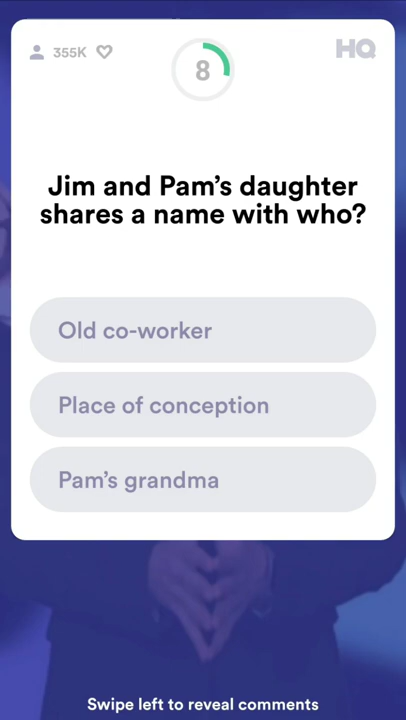 355K
8
HQ
Jim and Pam's daughter
shares a name with who?
Old co-worker
Place of conception
Pam's grandma
Swipe left to reveal comments